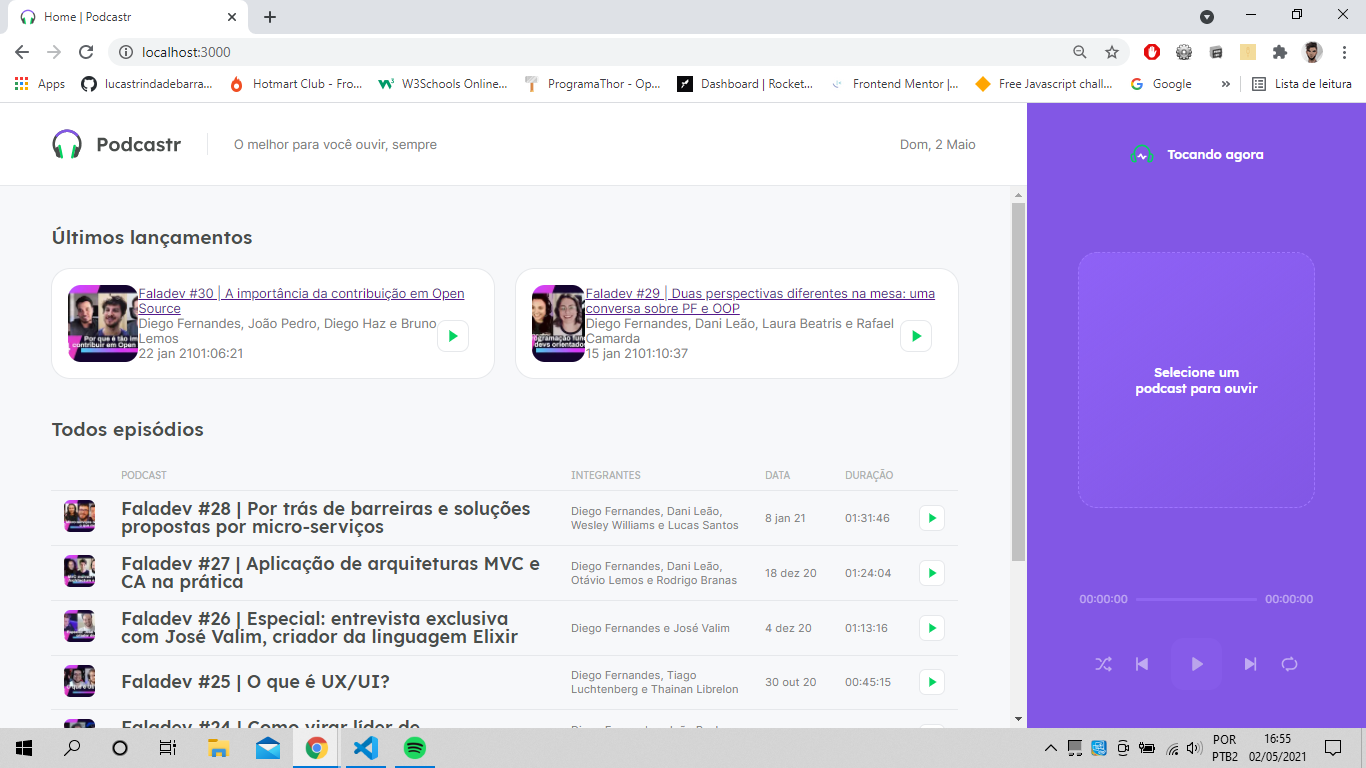 Home | Podcastr
localhost:3000
Apps
lucastrindadebarra...
Hotmart Club - Fro...
W3Schools Online...
ProgramaThor - Op...
Dashboard | Rocket...
Frontend Mentor |...
Free Javascript chall...
Google
»
Lista de leitura
Podcastr
O melhor para você ouvir, sempre
Dom, 2 Maio
Tocando agora
Últimos lançamentos
Faladev #30 | A importância da contribuição em Open
Source
Diego Fernandes, João Pedro, Diego Haz e Bruno
Lemos
22 jan 2101:06:21
Faladev #29 | Duas perspectivas diferentes na mesa: uma
conversa sobre PF e OOP
Diego Fernandes, Dani Leão, Laura Beatris e Rafael
Camarda
15 jan 2101:10:37
Selecione um
podcast para ouvir
Todos episódios
PODCAST INTEGRANTES DATA DURAÇÃO
Faladev #28 | Por trás de barreiras e soluções
propostas por micro-serviços
Diego Fernandes, Dani Leão,
Wesley Williams e Lucas Santos
8 jan 21
01:31:46
Faladev #27 | Aplicação de arquiteturas MVC e
CA na prática
Diego Fernandes, Dani Leão,
Otávio Lemos e Rodrigo Branas
18 dez 20
01:24:04
Faladev #26 | Especial: entrevista exclusiva
com José Valim, criador da linguagem Elixir
Diego Fernandes e José Valim
4 dez 20
01:13:16
Faladev #25 | O que é UX/UI?
Diego Fernandes, Tiago
Luchtenberg e Thainan Librelon
30 out 20
00:45:15
Faladev #24 | Como virar líder de
00:00:00
00:00:00
POR
PTB2
16:55
02/05/2021